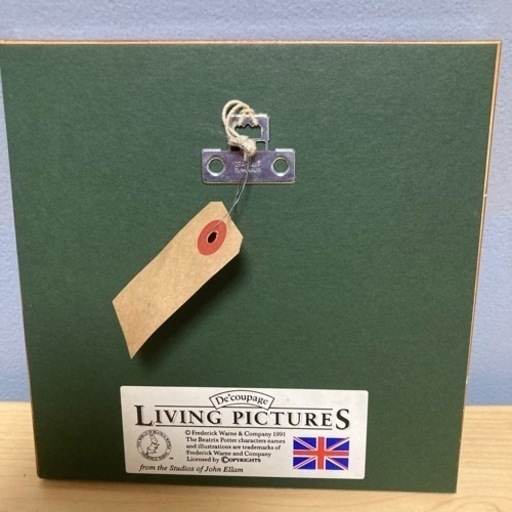 De'coupage
LIVING PICTURES
© Frederick Warne & Company 1991
The Beatrix Potter characters names
and illustrations are trademarks of
Frederick Warne and Company
Licensed by ©OPYRIGHTS
from the Studios of John Ellam